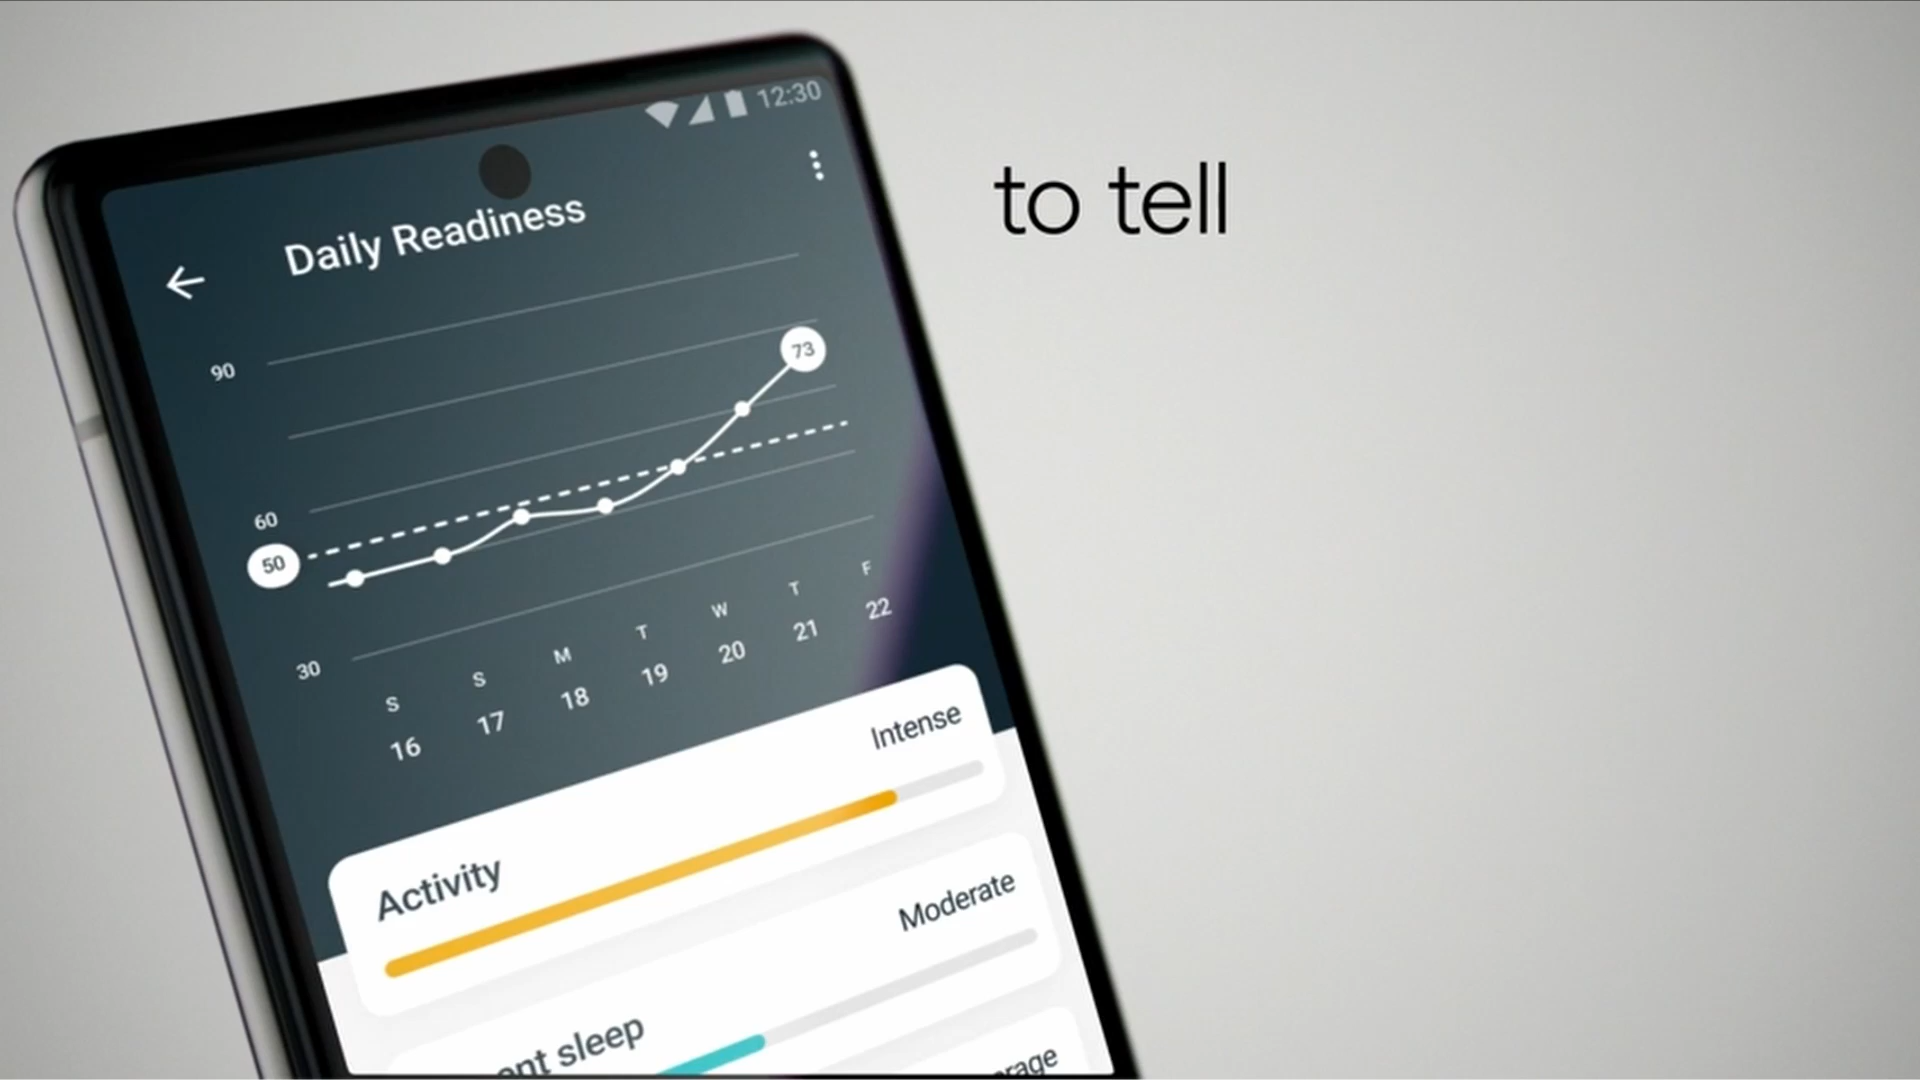 12:30
to tell
Daily Readiness
90
73
60
50
30
S S M T W T F
16 17 18 19 20 21 22
Intense
Activity
Moderate
sleep